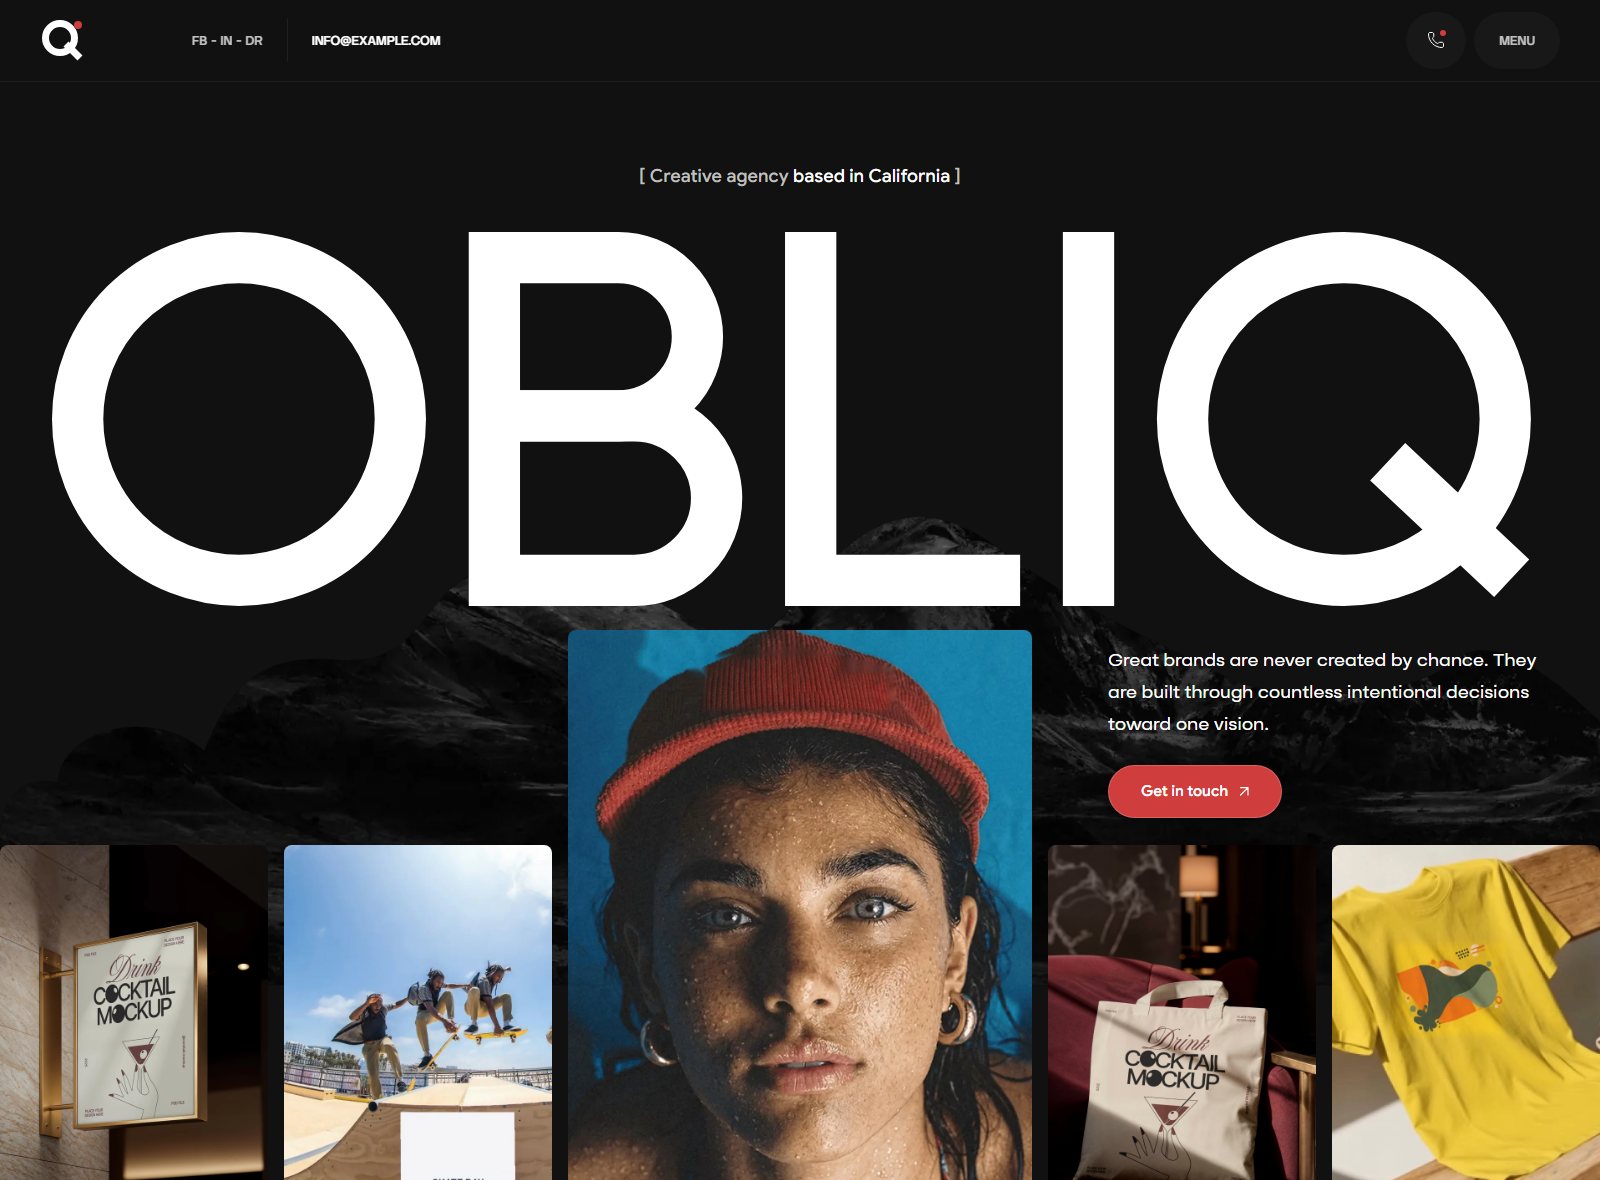 Q
FB - IN - DR
INFO@EXAMPLE.COM
MENU
[ Creative agency based in California ]
OBLIQ
Great brands are never created by chance. They
are built through countless intentional decisions
toward one vision.
Get in touch
Drink
COCKTAIL
MOCKUP
Drink
COCKTAIL
MOCKUP